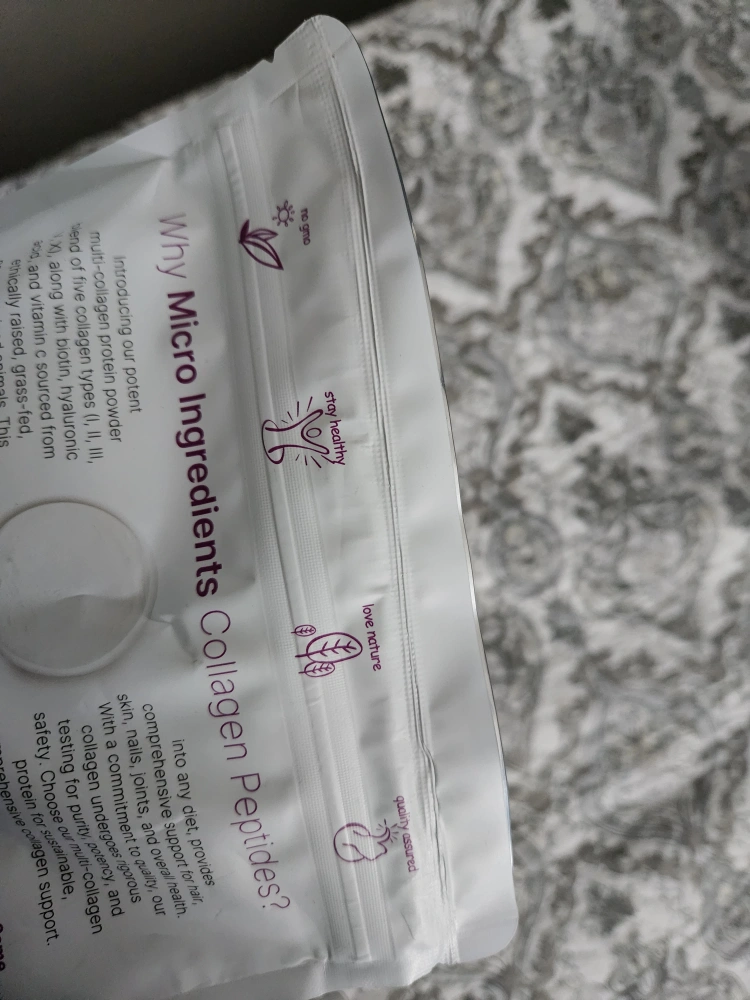 no gmo
stay healthy
love nature
quality assured
Why Micro Ingredients Collagen Peptides?
Introducing our potent
multi-collagen protein powder
blend of five collagen types (I, II, III,
X), along with biotin, hyaluronic
and vitamin c sourced from
ethically raised, grass-fed,
animals. This
into any diet, provides
comprehensive support for hair,
skin, nails, joints, and overall health.
With a commitment to quality, our
collagen undergoes rigorous
testing for purity, potency, and
safety. Choose our multi-collagen
protein for sustainable,
comprehensive collagen support.